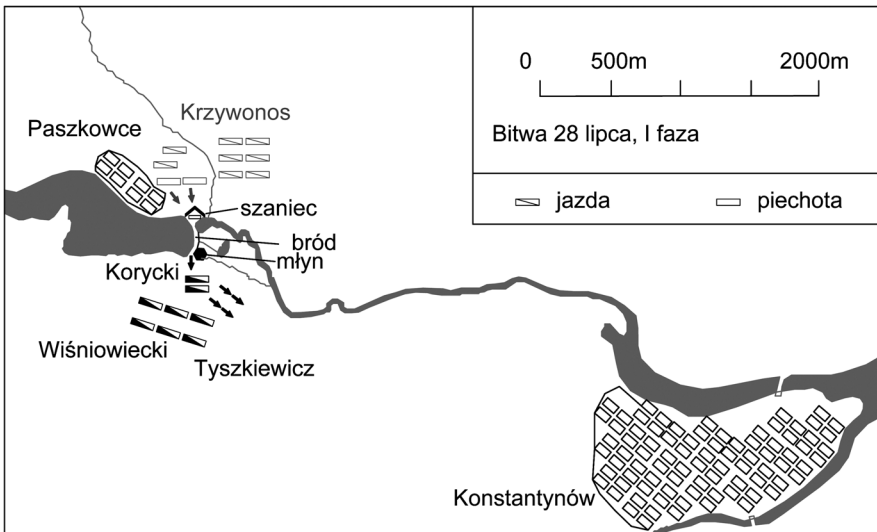 0 500m 2000m
Bitwa 28 lipca, I faza
jazda piechota
Krzywonos
Paszkowce
szaniec
bród
młyn
Korycki
Wiśniowiecki
Tyszkiewicz
Konstantynów